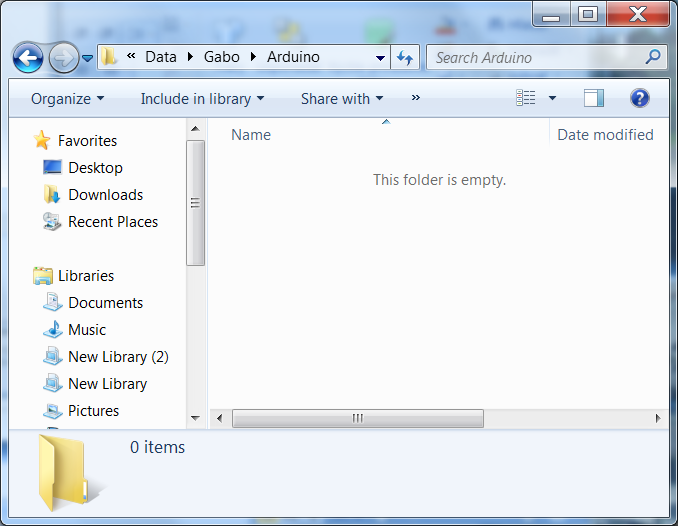 « Data Gabo Arduino
Search Arduino
Organize Include in library Share with »
Favorites
Desktop
Downloads
Recent Places
Libraries
Documents
Music
New Library (2)
New Library
Pictures
Name Date modified
This folder is empty.
0 items